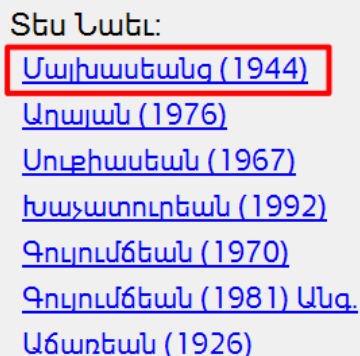 Տես Նաեւ:
Մալխասեանց (1944)
Աղայան (1976)
Սուքիասեան (1967)
Խաչատուրեան (1992)
Գույումճեան (1970)
Գույումճեան (1981) Անգ.
Աճառեան (1926)